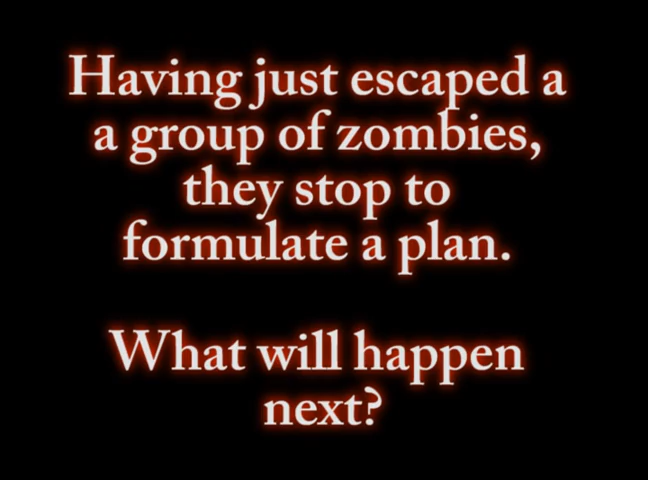 Having just escaped a
a group of zombies,
they stop to
formulate a plan.
What will happen
next?